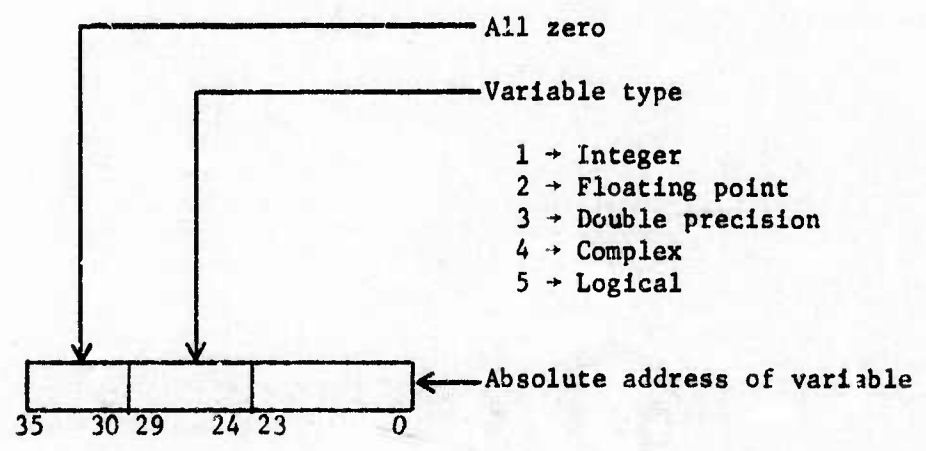 All zero
Variable type
1 → Integer
2 → Floating point
3 → Double precision
4 → Complex
5 → Logical
Absolute address of variable
35 30 29 24 23 0